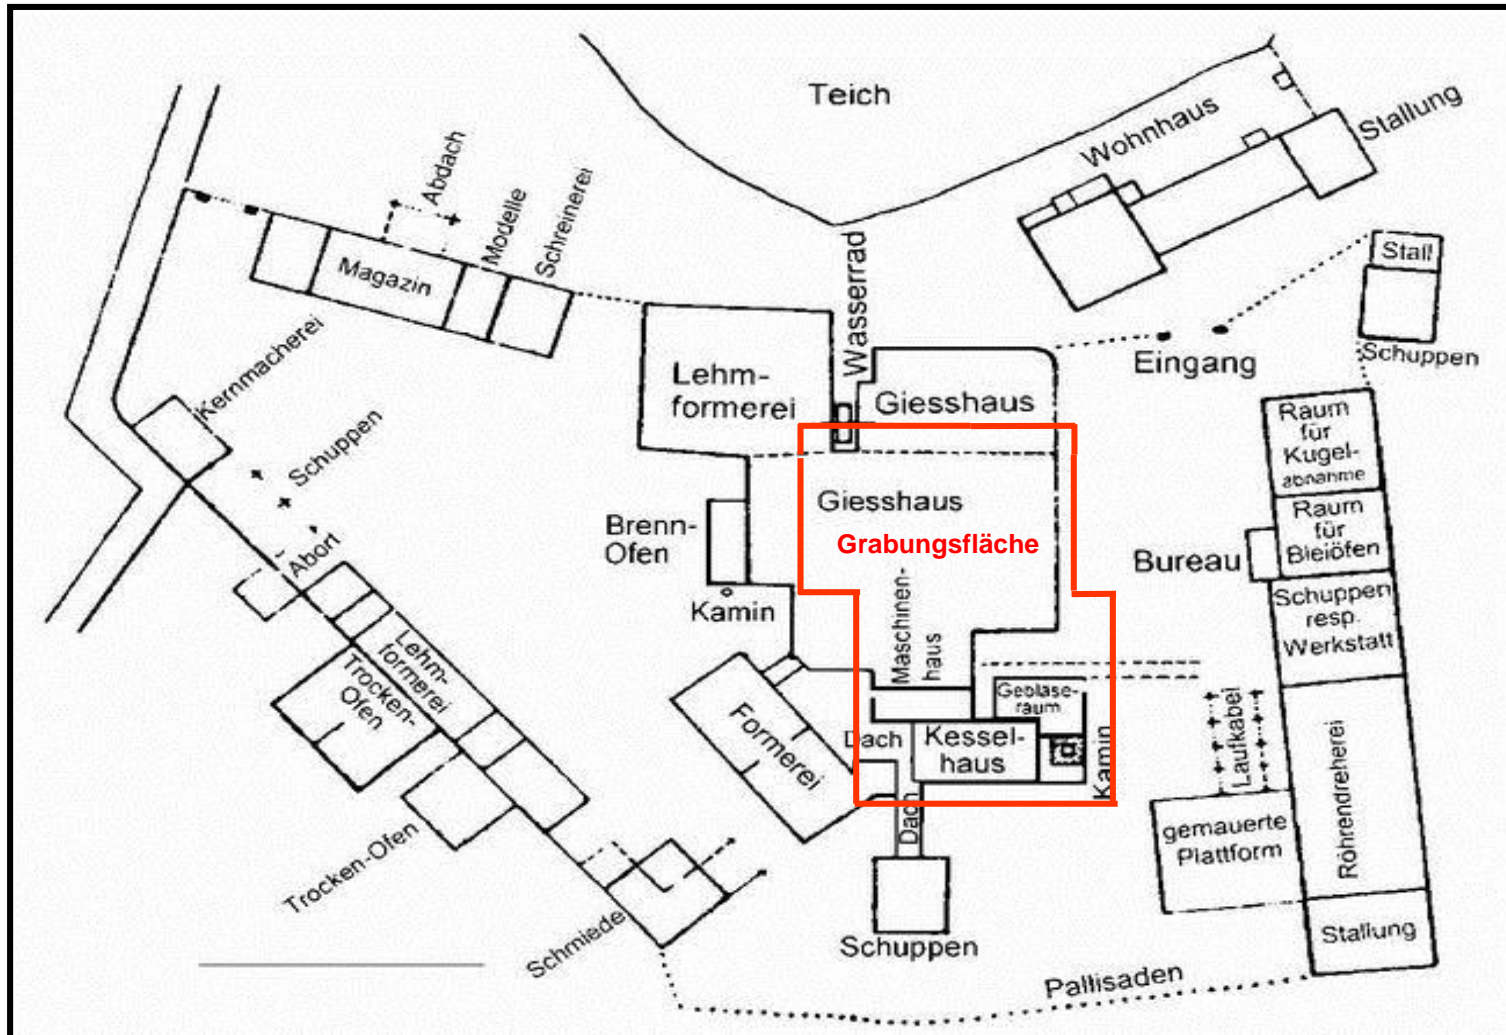 Teich
Wohnhaus
Stallung
Abdach
Modelle
Schreinerei
Magazin
Wasserrad
Stall
Schuppen
Eingang
Kernmacherei
Lehm-
formerei
Giesshaus
Schuppen
Raum
für
Kugel-
abnahme
Giesshaus
Grabungsfläche
Brenn-
Ofen
Raum
für
Bleiöfen
Bureau
Abort
Kamin
Maschinen-
haus
Schuppen
resp.
Werkstatt
Lehm-
formerei
Trocken-
Ofen
Gebläse-
raum
Formerei
Dach
Kessel-
haus
Kamin
Laufkabel
Röhrendreherei
Dach
gemauerte
Plattform
Trocken-Ofen
Schmiede
Schuppen
Stallung
Pallisaden